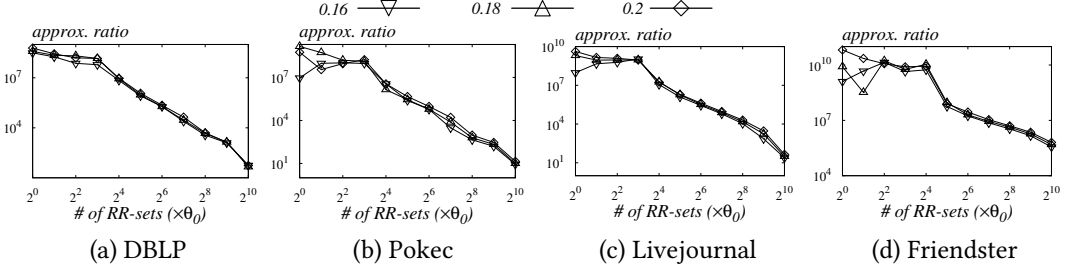 0.16 0.18 0.2
approx. ratio approx. ratio approx. ratio approx. ratio
10^7 10^7 10^10 10^10
10^4 10^4 10^7 10^7
10^1 10^4 10^4
10^1
2^0 2^2 2^4 2^6 2^8 2^10 2^0 2^2 2^4 2^6 2^8 2^10 2^0 2^2 2^4 2^6 2^8 2^10 2^0 2^2 2^4 2^6 2^8 2^10
# of RR-sets (×θ₀) # of RR-sets (×θ₀) # of RR-sets (×θ₀) # of RR-sets (×θ₀)
(a) DBLP (b) Pokec (c) Livejournal (d) Friendster